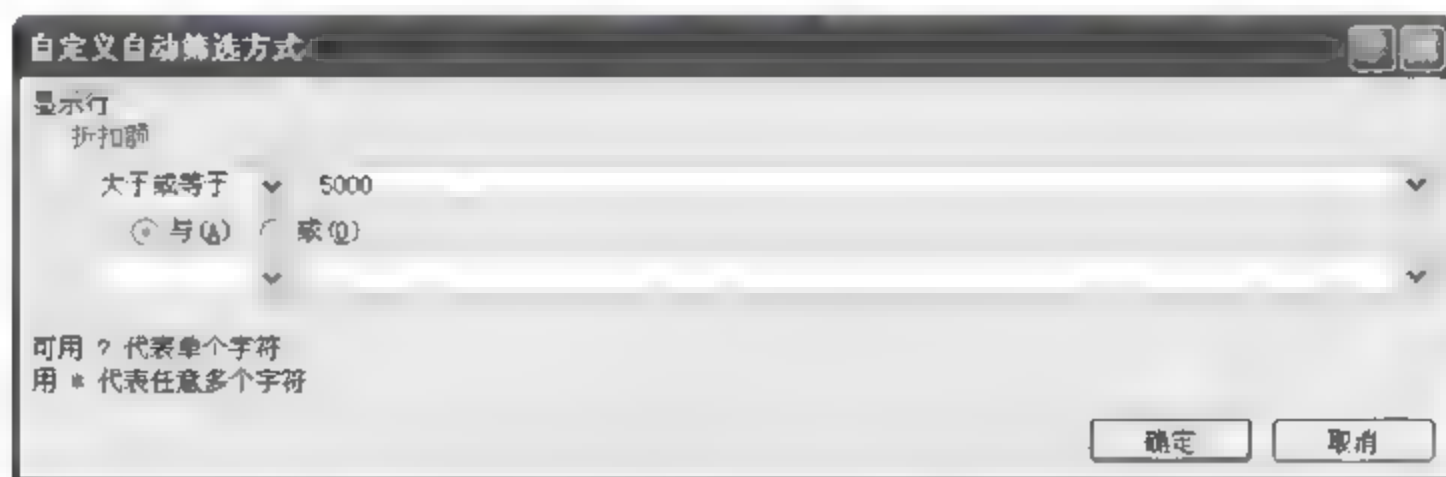 自定义自动筛选方式
显示行
折扣额
大于或等于 5000
与(A) 或(O)
可用 ? 代表单个字符
用 * 代表任意多个字符
确定 取消